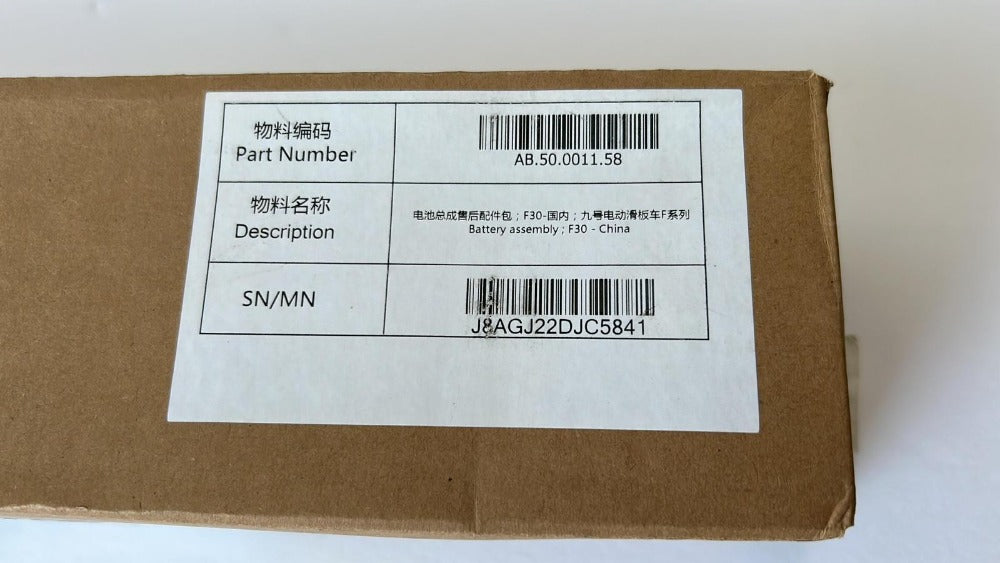 物料编码
Part Number
AB.50.0011.58
物料名称
Description
电池总成售后配件包；F30-国内；九号电动滑板车F系列
Battery assembly；F30 - China
SN/MN
J8AGJ22DJC5841